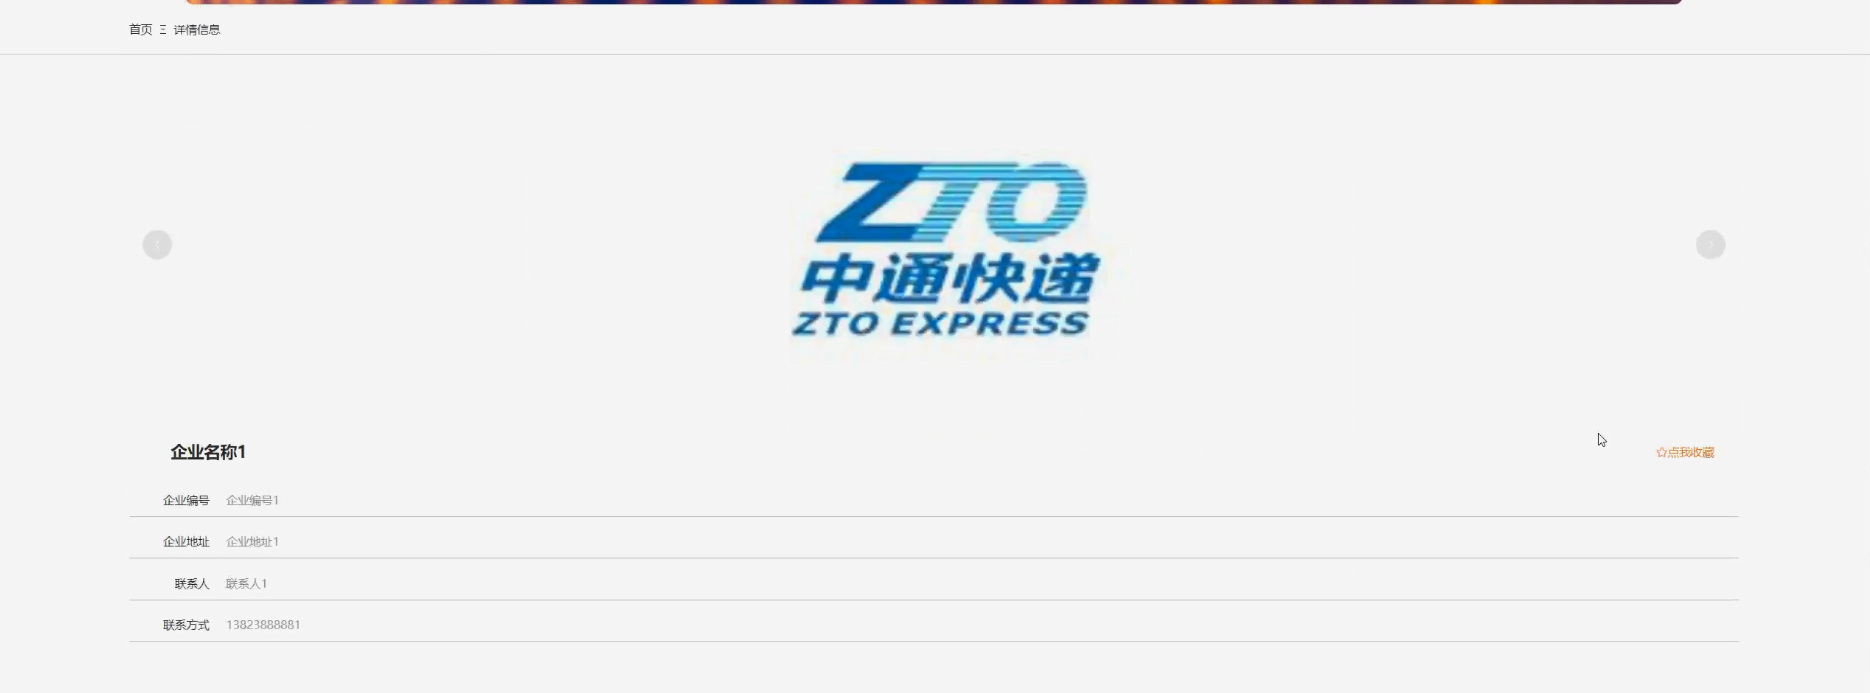 首页 Ξ 详情信息
ZTO
中通快递
ZTO EXPRESS
企业名称1
☆点我收藏
企业编号 企业编号1
企业地址 企业地址1
联系人 联系人1
联系方式 13823888881